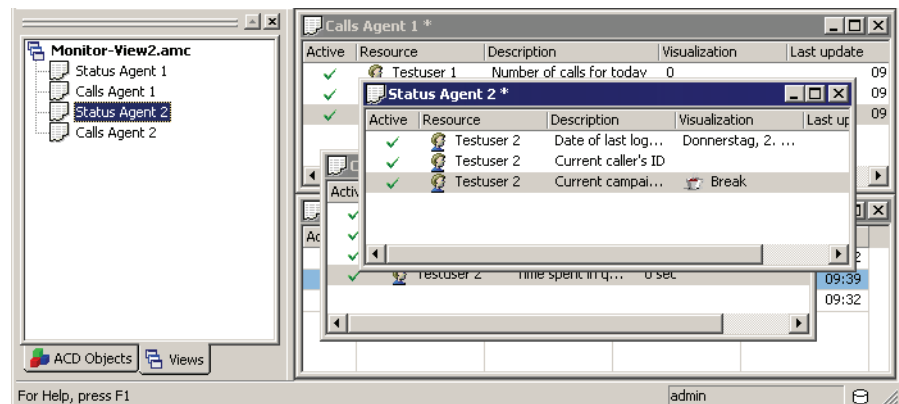 Monitor-View2.amc
Status Agent 1
Calls Agent 1
Status Agent 2
Calls Agent 2
ACD Objects Views
Calls Agent 1 *
Active Resource Description Visualization Last update
Testuser 1 Number of calls for today 0 09
09
09
Status Agent 2 *
Active Resource Description Visualization Last up
Testuser 2 Date of last log... Donnerstag, 2. ...
Testuser 2 Current caller's ID
Testuser 2 Current campai... Break
Activ
Ac
2
Testuser 2 Time spent in q... 0 sec
09:39
09:32
For Help, press F1
admin